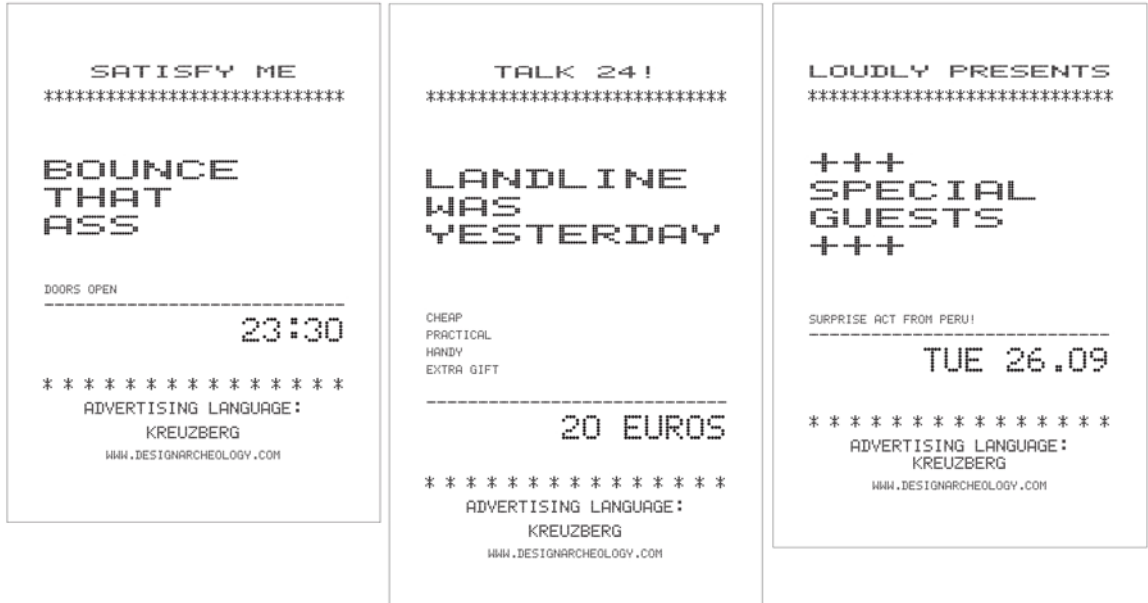 SATISFY ME
*****************************
BOUNCE
THAT
ASS
DOORS OPEN
-----------------------------
23:30
* * * * * * * * * * * * * * *
ADVERTISING LANGUAGE:
KREUZBERG
WWW.DESIGNARCHEOLOGY.COM
TALK 24!
*****************************
LANDLINE
WAS
YESTERDAY
CHEAP
PRACTICAL
HANDY
EXTRA GIFT
-----------------------------
20 EUROS
* * * * * * * * * * * * * * *
ADVERTISING LANGUAGE:
KREUZBERG
WWW.DESIGNARCHEOLOGY.COM
LOUDLY PRESENTS
*****************************
+++
SPECIAL
GUESTS
+++
SURPRISE ACT FROM PERU!
-----------------------------
TUE 26.09
* * * * * * * * * * * * * * *
ADVERTISING LANGUAGE:
KREUZBERG
WWW.DESIGNARCHEOLOGY.COM